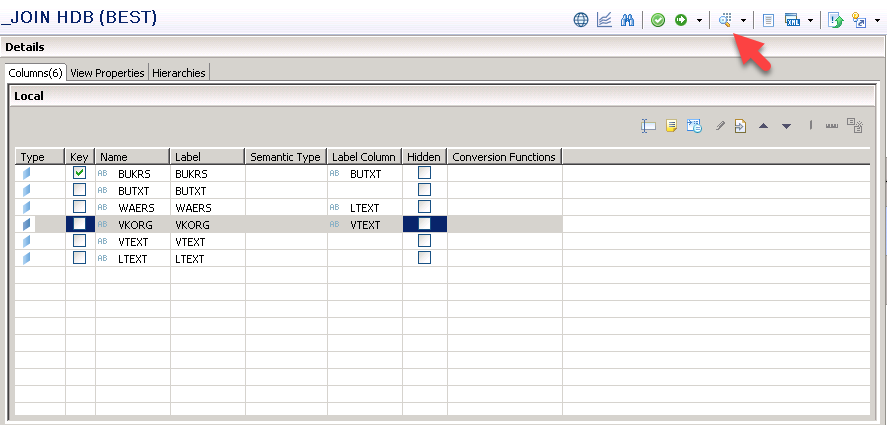 _JOIN HDB (BEST)
Details
Columns(6) View Properties Hierarchies
Local
Type Key Name Label Semantic Type Label Column Hidden Conversion Functions
AB BUKRS BUKRS AB BUTXT
AB BUTXT BUTXT
AB WAERS WAERS AB LTEXT
AB VKORG VKORG AB VTEXT
AB VTEXT VTEXT
AB LTEXT LTEXT